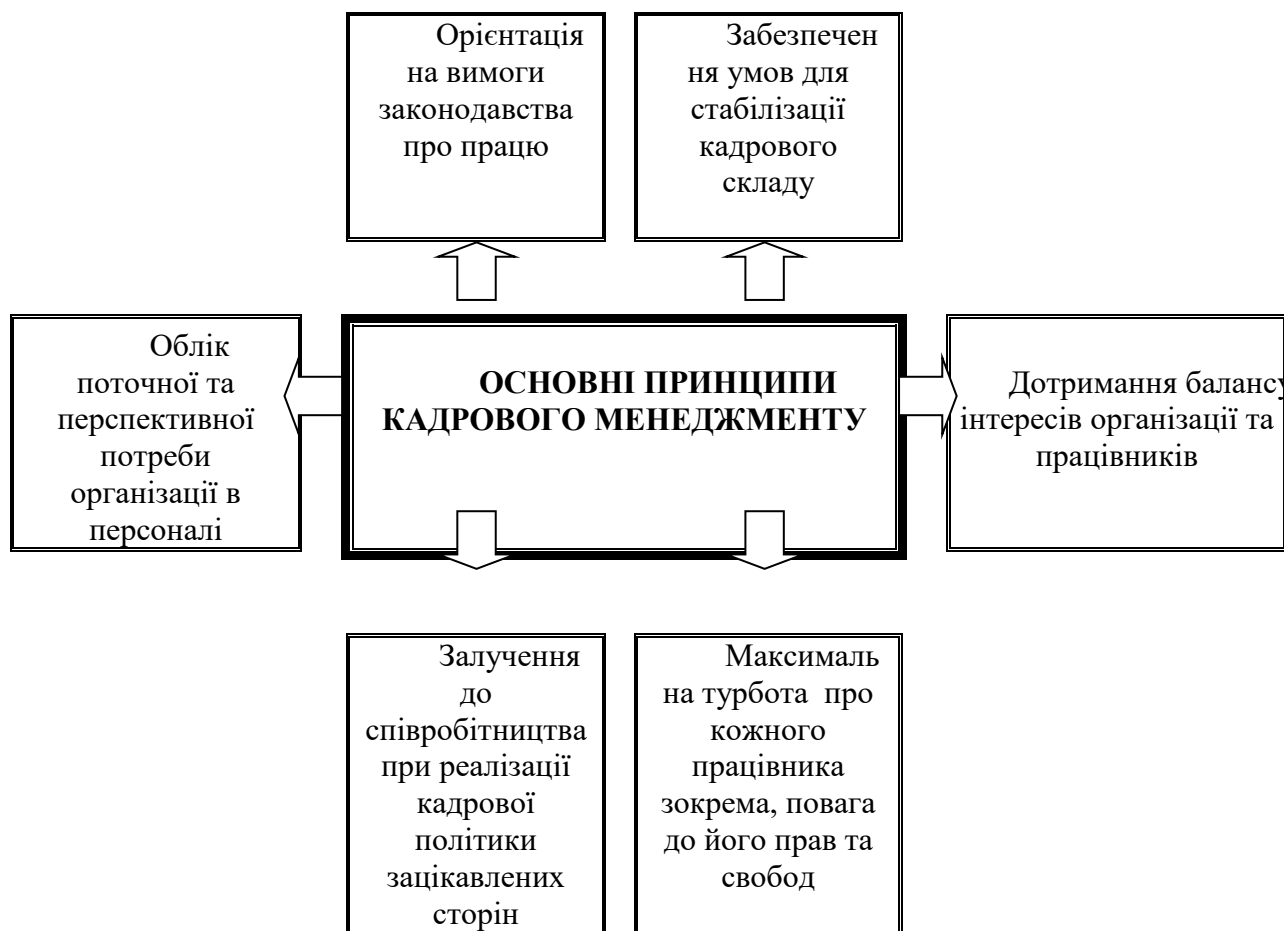 Орієнтація
на вимоги
законодавства
про працю
Забезпечен
ня умов для
стабілізації
кадрового
складу
Облік
поточної та
перспективної
потреби
організації в
персоналі
ОСНОВНІ ПРИНЦИПИ
КАДРОВОГО МЕНЕДЖМЕНТУ
Дотримання балансу
інтересів організації та
працівників
Залучення
до
співробітництва
при реалізації
кадрової
політики
зацікавлених
сторін
Максималь
на турбота про
кожного
працівника
зокрема, повага
до його прав та
свобод